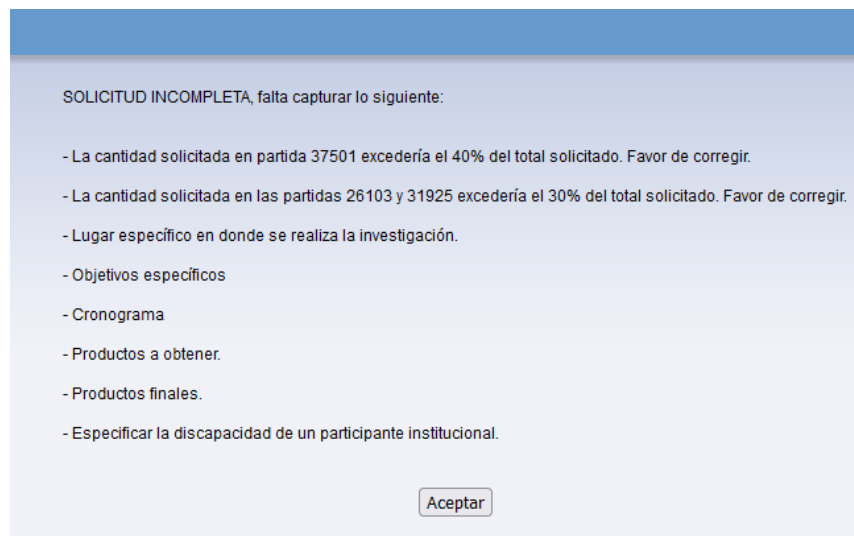 SOLICITUD INCOMPLETA, falta capturar lo siguiente:
- La cantidad solicitada en partida 37501 excedería el 40% del total solicitado. Favor de corregir.
- La cantidad solicitada en las partidas 26103 y 31925 excedería el 30% del total solicitado. Favor de corregir.
- Lugar específico en donde se realiza la investigación.
- Objetivos específicos
- Cronograma
- Productos a obtener.
- Productos finales.
- Especificar la discapacidad de un participante institucional.
Aceptar